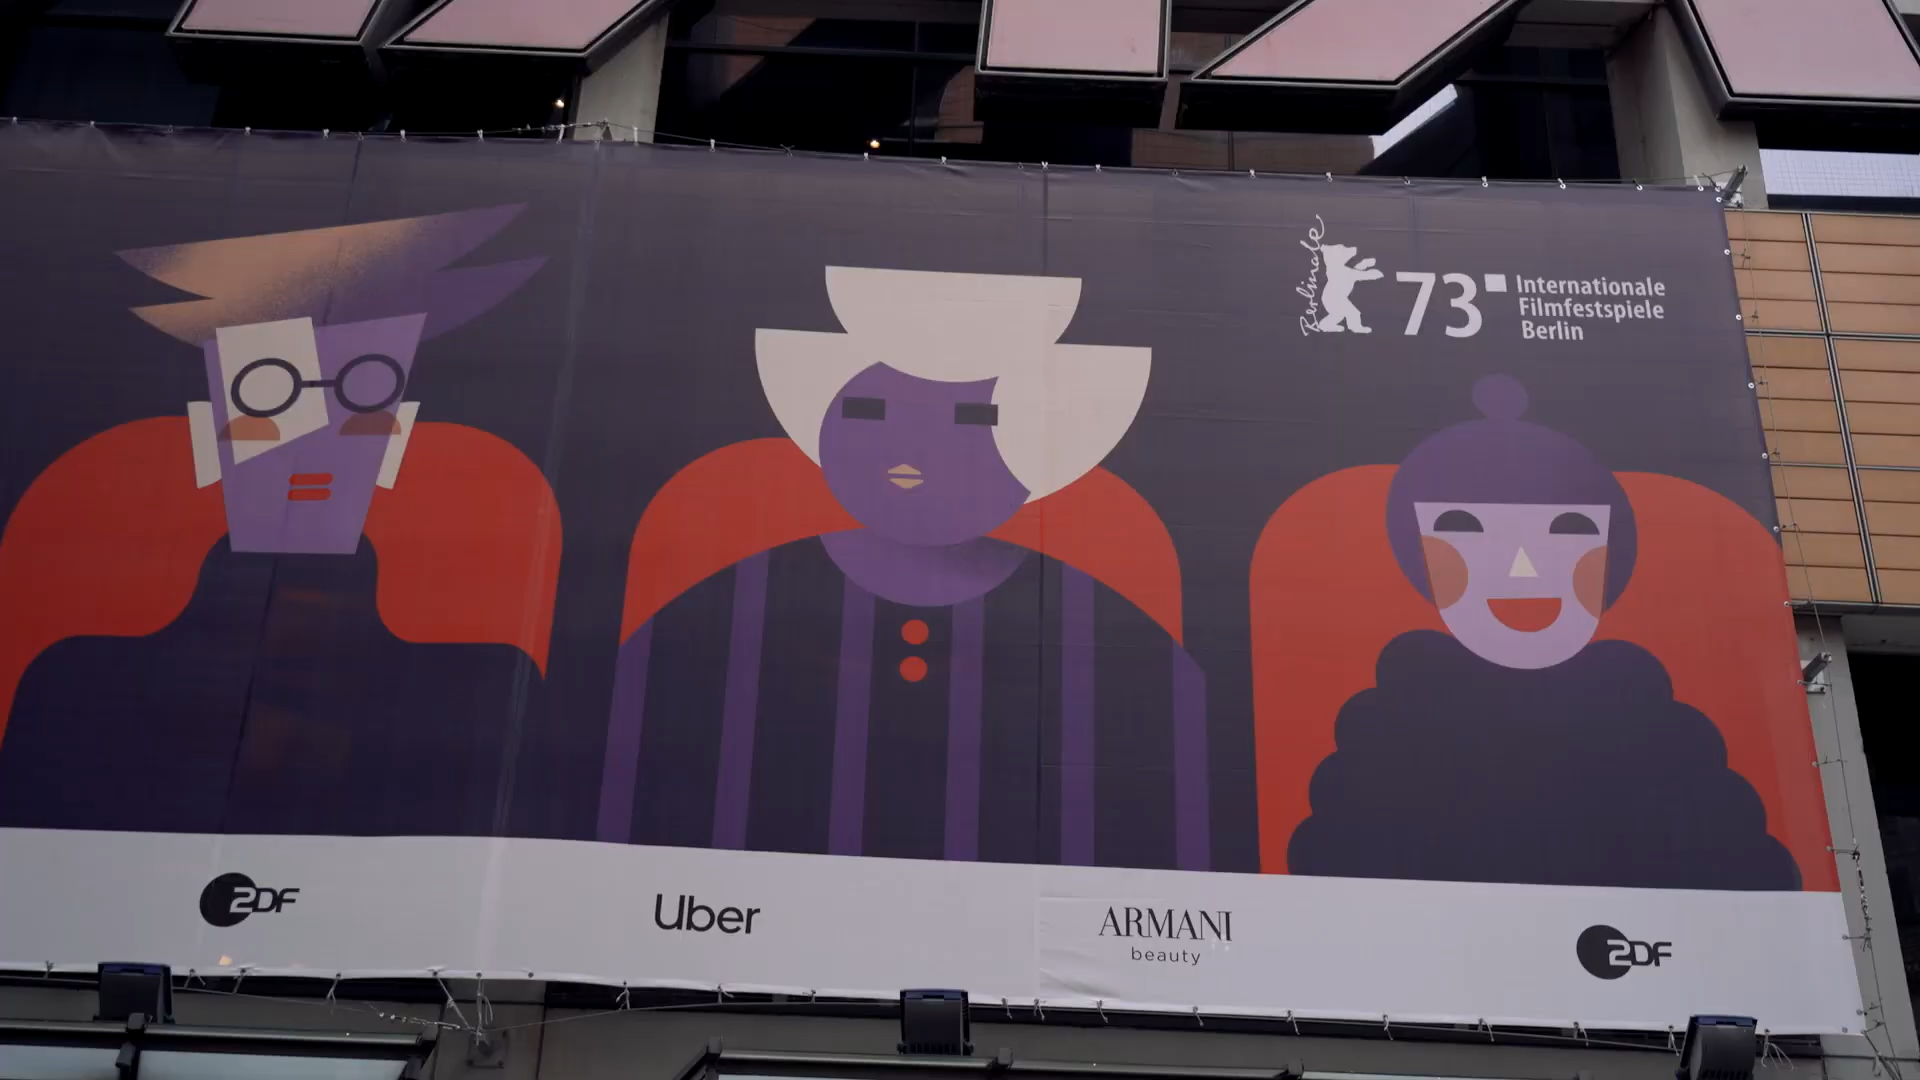 Berlinale
73
Internationale
Filmfestspiele
Berlin
ZDF
Uber
ARMANI
beauty
ZDF